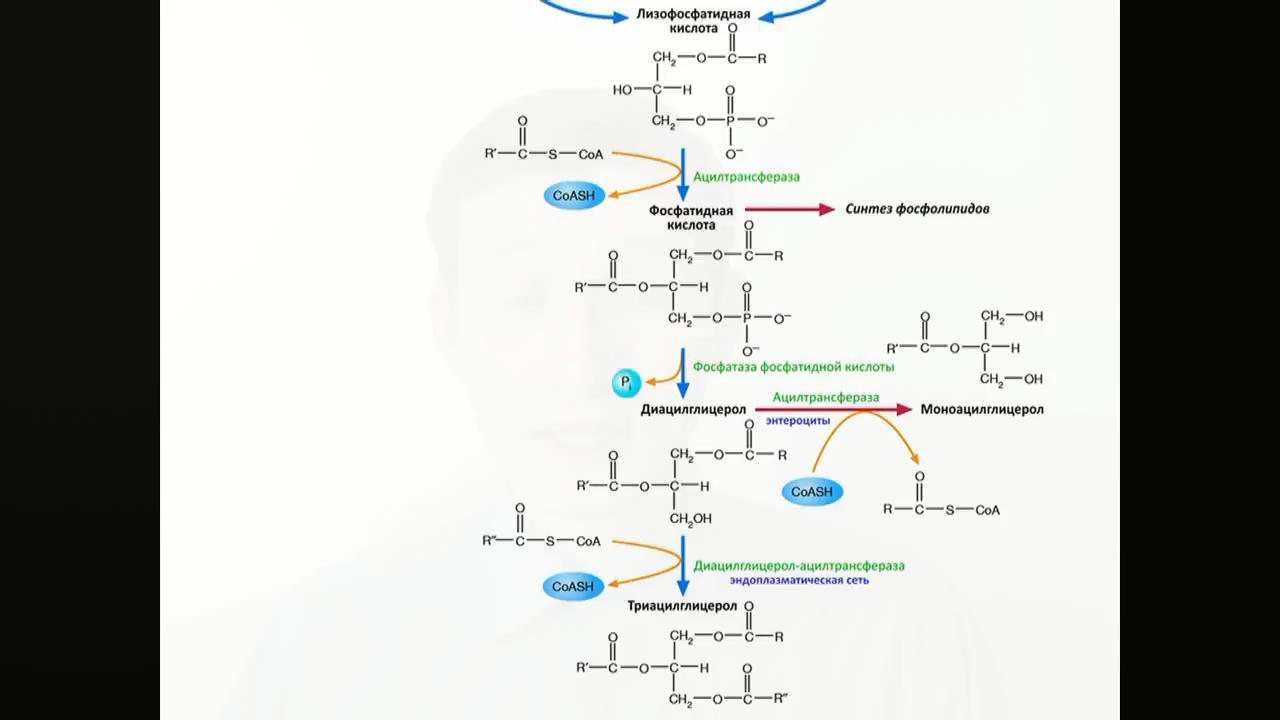 Лизофосфатидная
кислота
O
CH2—O—C—R
HO—C—H
O
CH2—O—P—O−
O−
O
R′—C—S—CoA
Ацилтрансфераза
CoASH
Фосфатидная
кислота
Синтез фосфолипидов
O
CH2—O—C—R
O
R′—C—O—C—H
O
CH2—O—P—O−
O−
Фосфатаза фосфатидной кислоты
Pi
O
CH2—OH
R′—C—O—C—H
CH2—OH
Диацилглицерол
Ацилтрансфераза
энтероциты
Моноацилглицерол
CoASH
O
R—C—S—CoA
O
CH2—O—C—R
O
R′—C—O—C—H
CH2OH
O
R″—C—S—CoA
Диацилглицерол-ацилтрансфераза
эндоплазматическая сеть
CoASH
Триацилглицерол
O
CH2—O—C—R
O
R′—C—O—C—H
O
CH2—O—C—R″